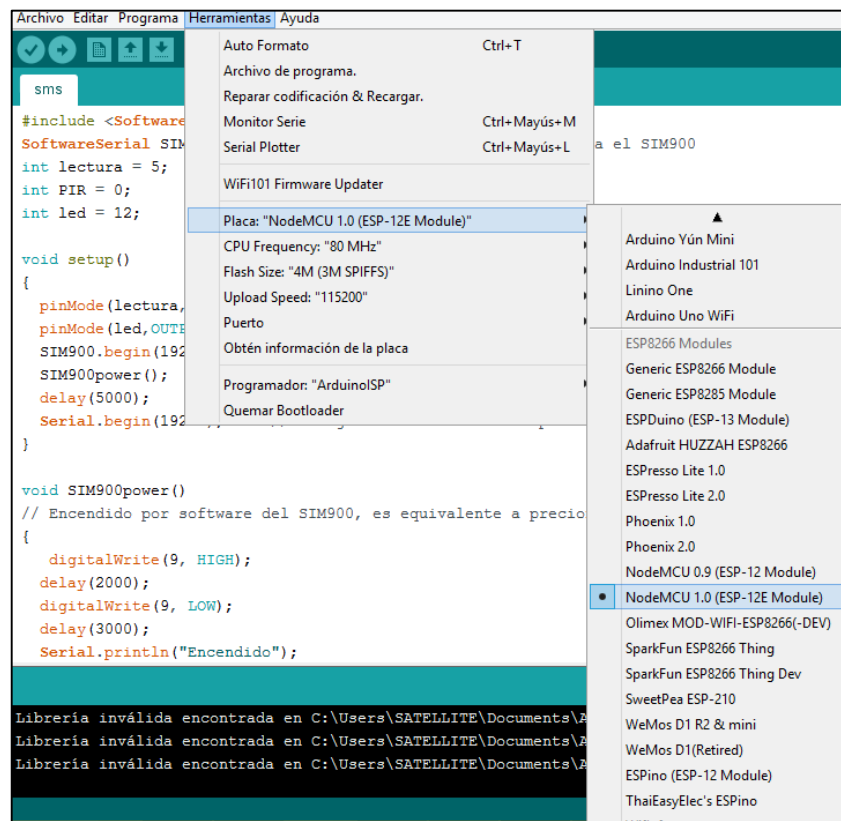 Archivo Editar Programa Herramientas Ayuda
sms
#include <Software
SoftwareSerial SIM
a el SIM900
int lectura = 5;
int PIR = 0;
int led = 12;
void setup()
{
pinMode(lectura,
pinMode(led,OUTP
SIM900.begin(192
SIM900power();
delay(5000);
Serial.begin(192
}
void SIM900power()
// Encendido por software del SIM900, es equivalente a precio
{
digitalWrite(9, HIGH);
delay(2000);
digitalWrite(9, LOW);
delay(3000);
Serial.println("Encendido");
Librería inválida encontrada en C:\Users\SATELLITE\Documents\A
Librería inválida encontrada en C:\Users\SATELLITE\Documents\A
Librería inválida encontrada en C:\Users\SATELLITE\Documents\A
Auto Formato Ctrl+T
Archivo de programa.
Reparar codificación & Recargar.
Monitor Serie Ctrl+Mayús+M
Serial Plotter Ctrl+Mayús+L
WiFi101 Firmware Updater
Placa: "NodeMCU 1.0 (ESP-12E Module)"
CPU Frequency: "80 MHz"
Flash Size: "4M (3M SPIFFS)"
Upload Speed: "115200"
Puerto
Obtén información de la placa
Programador: "ArduinoISP"
Quemar Bootloader
Arduino Yún Mini
Arduino Industrial 101
Linino One
Arduino Uno WiFi
ESP8266 Modules
Generic ESP8266 Module
Generic ESP8285 Module
ESPDuino (ESP-13 Module)
Adafruit HUZZAH ESP8266
ESPresso Lite 1.0
ESPresso Lite 2.0
Phoenix 1.0
Phoenix 2.0
NodeMCU 0.9 (ESP-12 Module)
NodeMCU 1.0 (ESP-12E Module)
Olimex MOD-WIFI-ESP8266(-DEV)
SparkFun ESP8266 Thing
SparkFun ESP8266 Thing Dev
SweetPea ESP-210
WeMos D1 R2 & mini
WeMos D1(Retired)
ESPino (ESP-12 Module)
ThaiEasyElec's ESPino